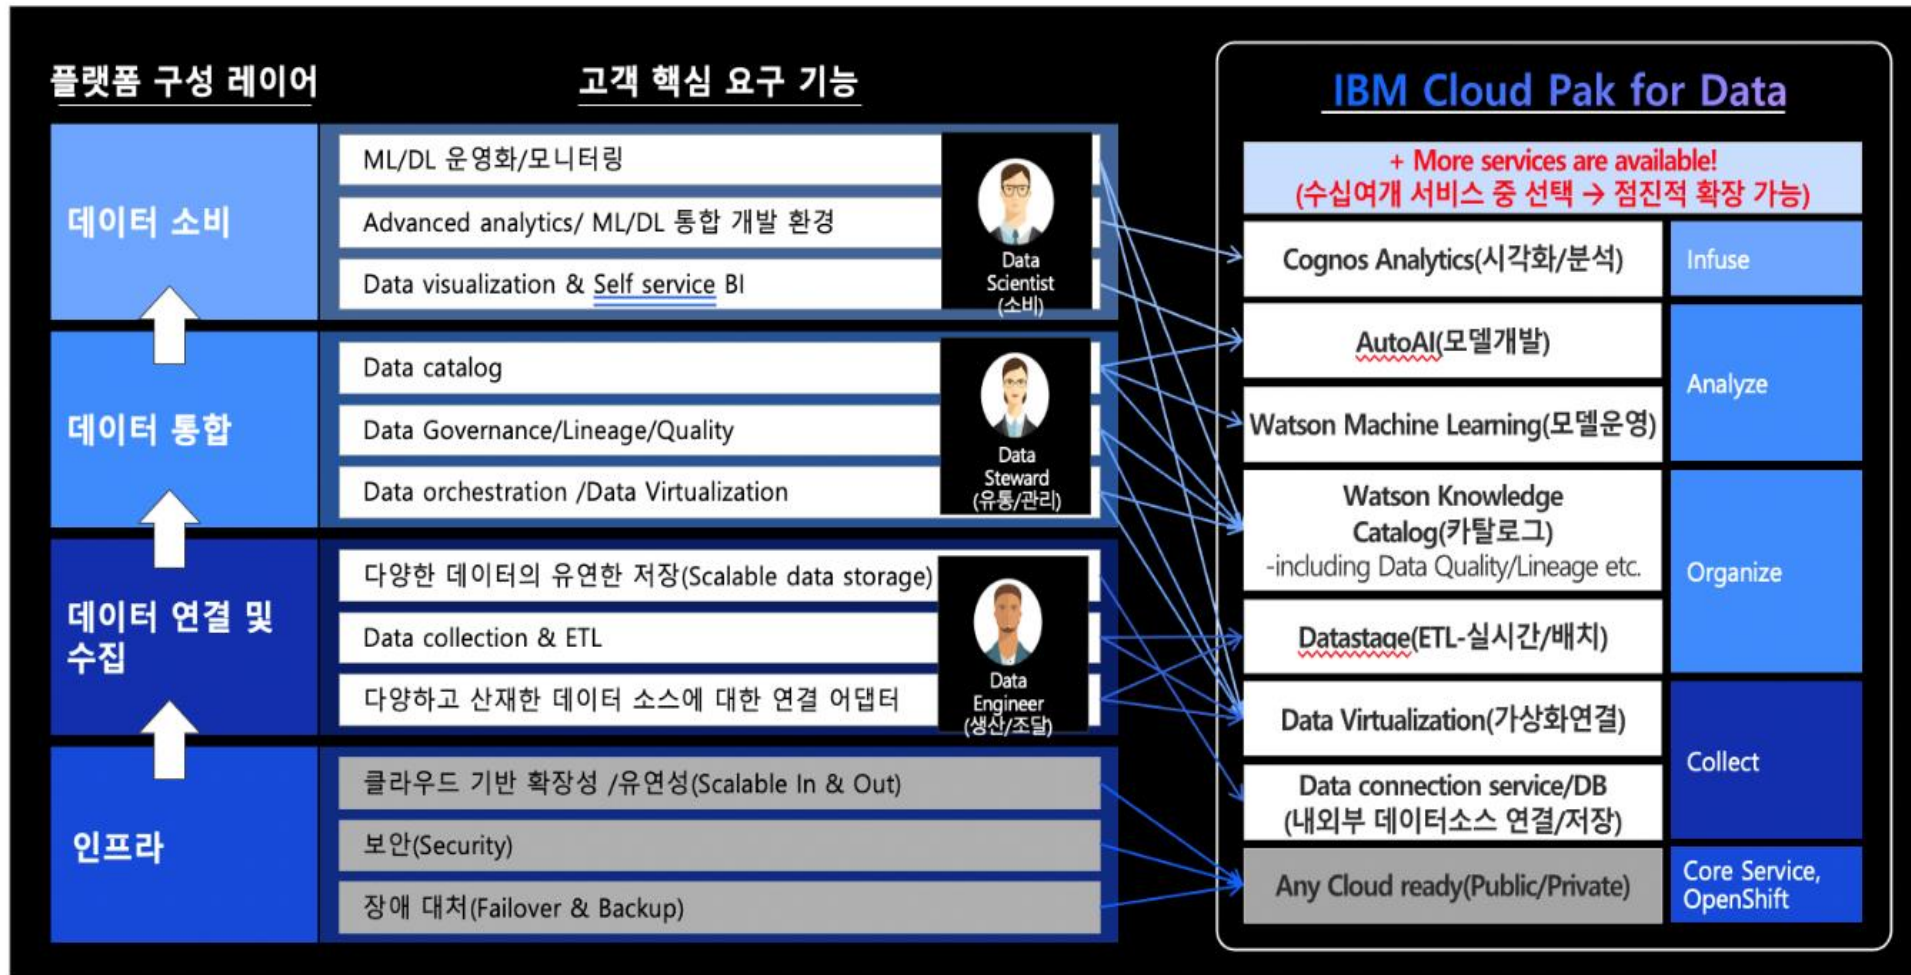 플랫폼 구성 레이어
고객 핵심 요구 기능
데이터 소비
ML/DL 운영화/모니터링
Advanced analytics/ ML/DL 통합 개발 환경
Data visualization & Self service BI
Data
Scientist
(소비)
데이터 통합
Data catalog
Data Governance/Lineage/Quality
Data orchestration /Data Virtualization
Data
Steward
(유통/관리)
데이터 연결 및
수집
다양한 데이터의 유연한 저장(Scalable data storage)
Data collection & ETL
다양하고 산재한 데이터 소스에 대한 연결 어댑터
Data
Engineer
(생산/조달)
인프라
클라우드 기반 확장성 /유연성(Scalable In & Out)
보안(Security)
장애 대처(Failover & Backup)
IBM Cloud Pak for Data
+ More services are available!
(수십여개 서비스 중 선택 → 점진적 확장 가능)
Cognos Analytics(시각화/분석)
Infuse
AutoAI(모델개발)
Watson Machine Learning(모델운영)
Analyze
Watson Knowledge
Catalog(카탈로그)
-including Data Quality/Lineage etc.
Datastage(ETL-실시간/배치)
Organize
Data Virtualization(가상화연결)
Data connection service/DB
(내외부 데이터소스 연결/저장)
Collect
Any Cloud ready(Public/Private)
Core Service,
OpenShift